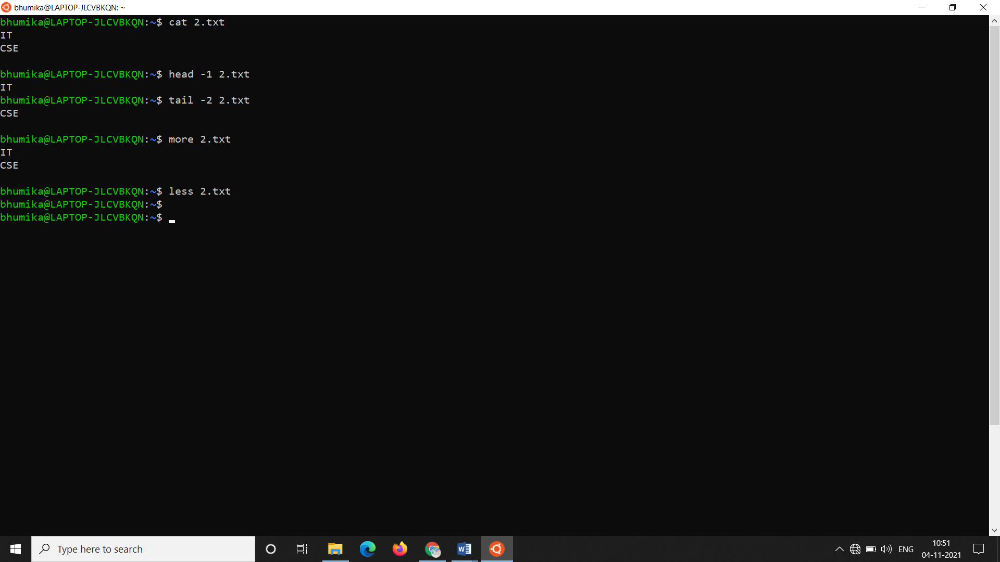 bhumika@LAPTOP-JLCVBKQN: ~
bhumika@LAPTOP-JLCVBKQN:~$ cat 2.txt
IT
CSE

bhumika@LAPTOP-JLCVBKQN:~$ head -1 2.txt
IT
bhumika@LAPTOP-JLCVBKQN:~$ tail -2 2.txt
CSE

bhumika@LAPTOP-JLCVBKQN:~$ more 2.txt
IT
CSE

bhumika@LAPTOP-JLCVBKQN:~$ less 2.txt
bhumika@LAPTOP-JLCVBKQN:~$
bhumika@LAPTOP-JLCVBKQN:~$
Type here to search
W
ENG
10:51
04-11-2021